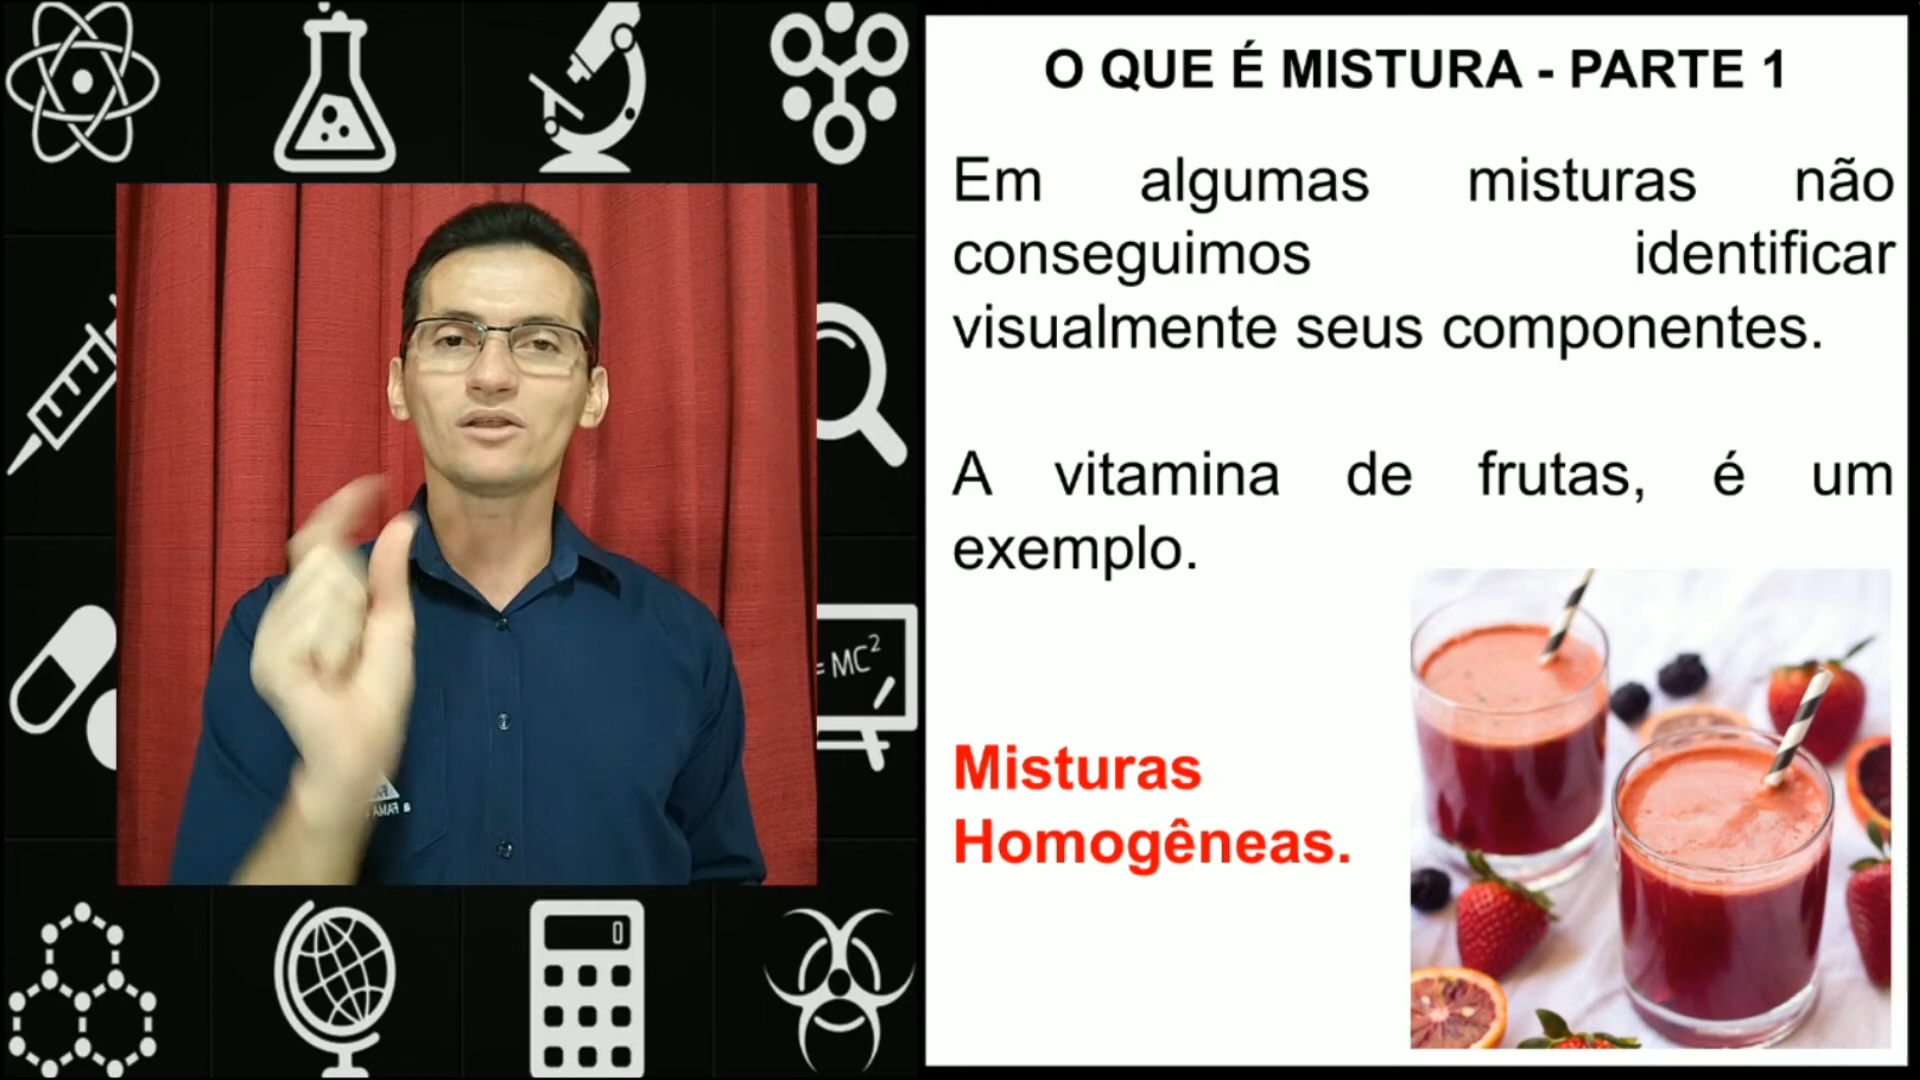 O QUE É MISTURA - PARTE 1
Em algumas misturas não
conseguimos identificar
visualmente seus componentes.
A vitamina de frutas, é um
exemplo.
Misturas
Homogêneas.
= MC²
0